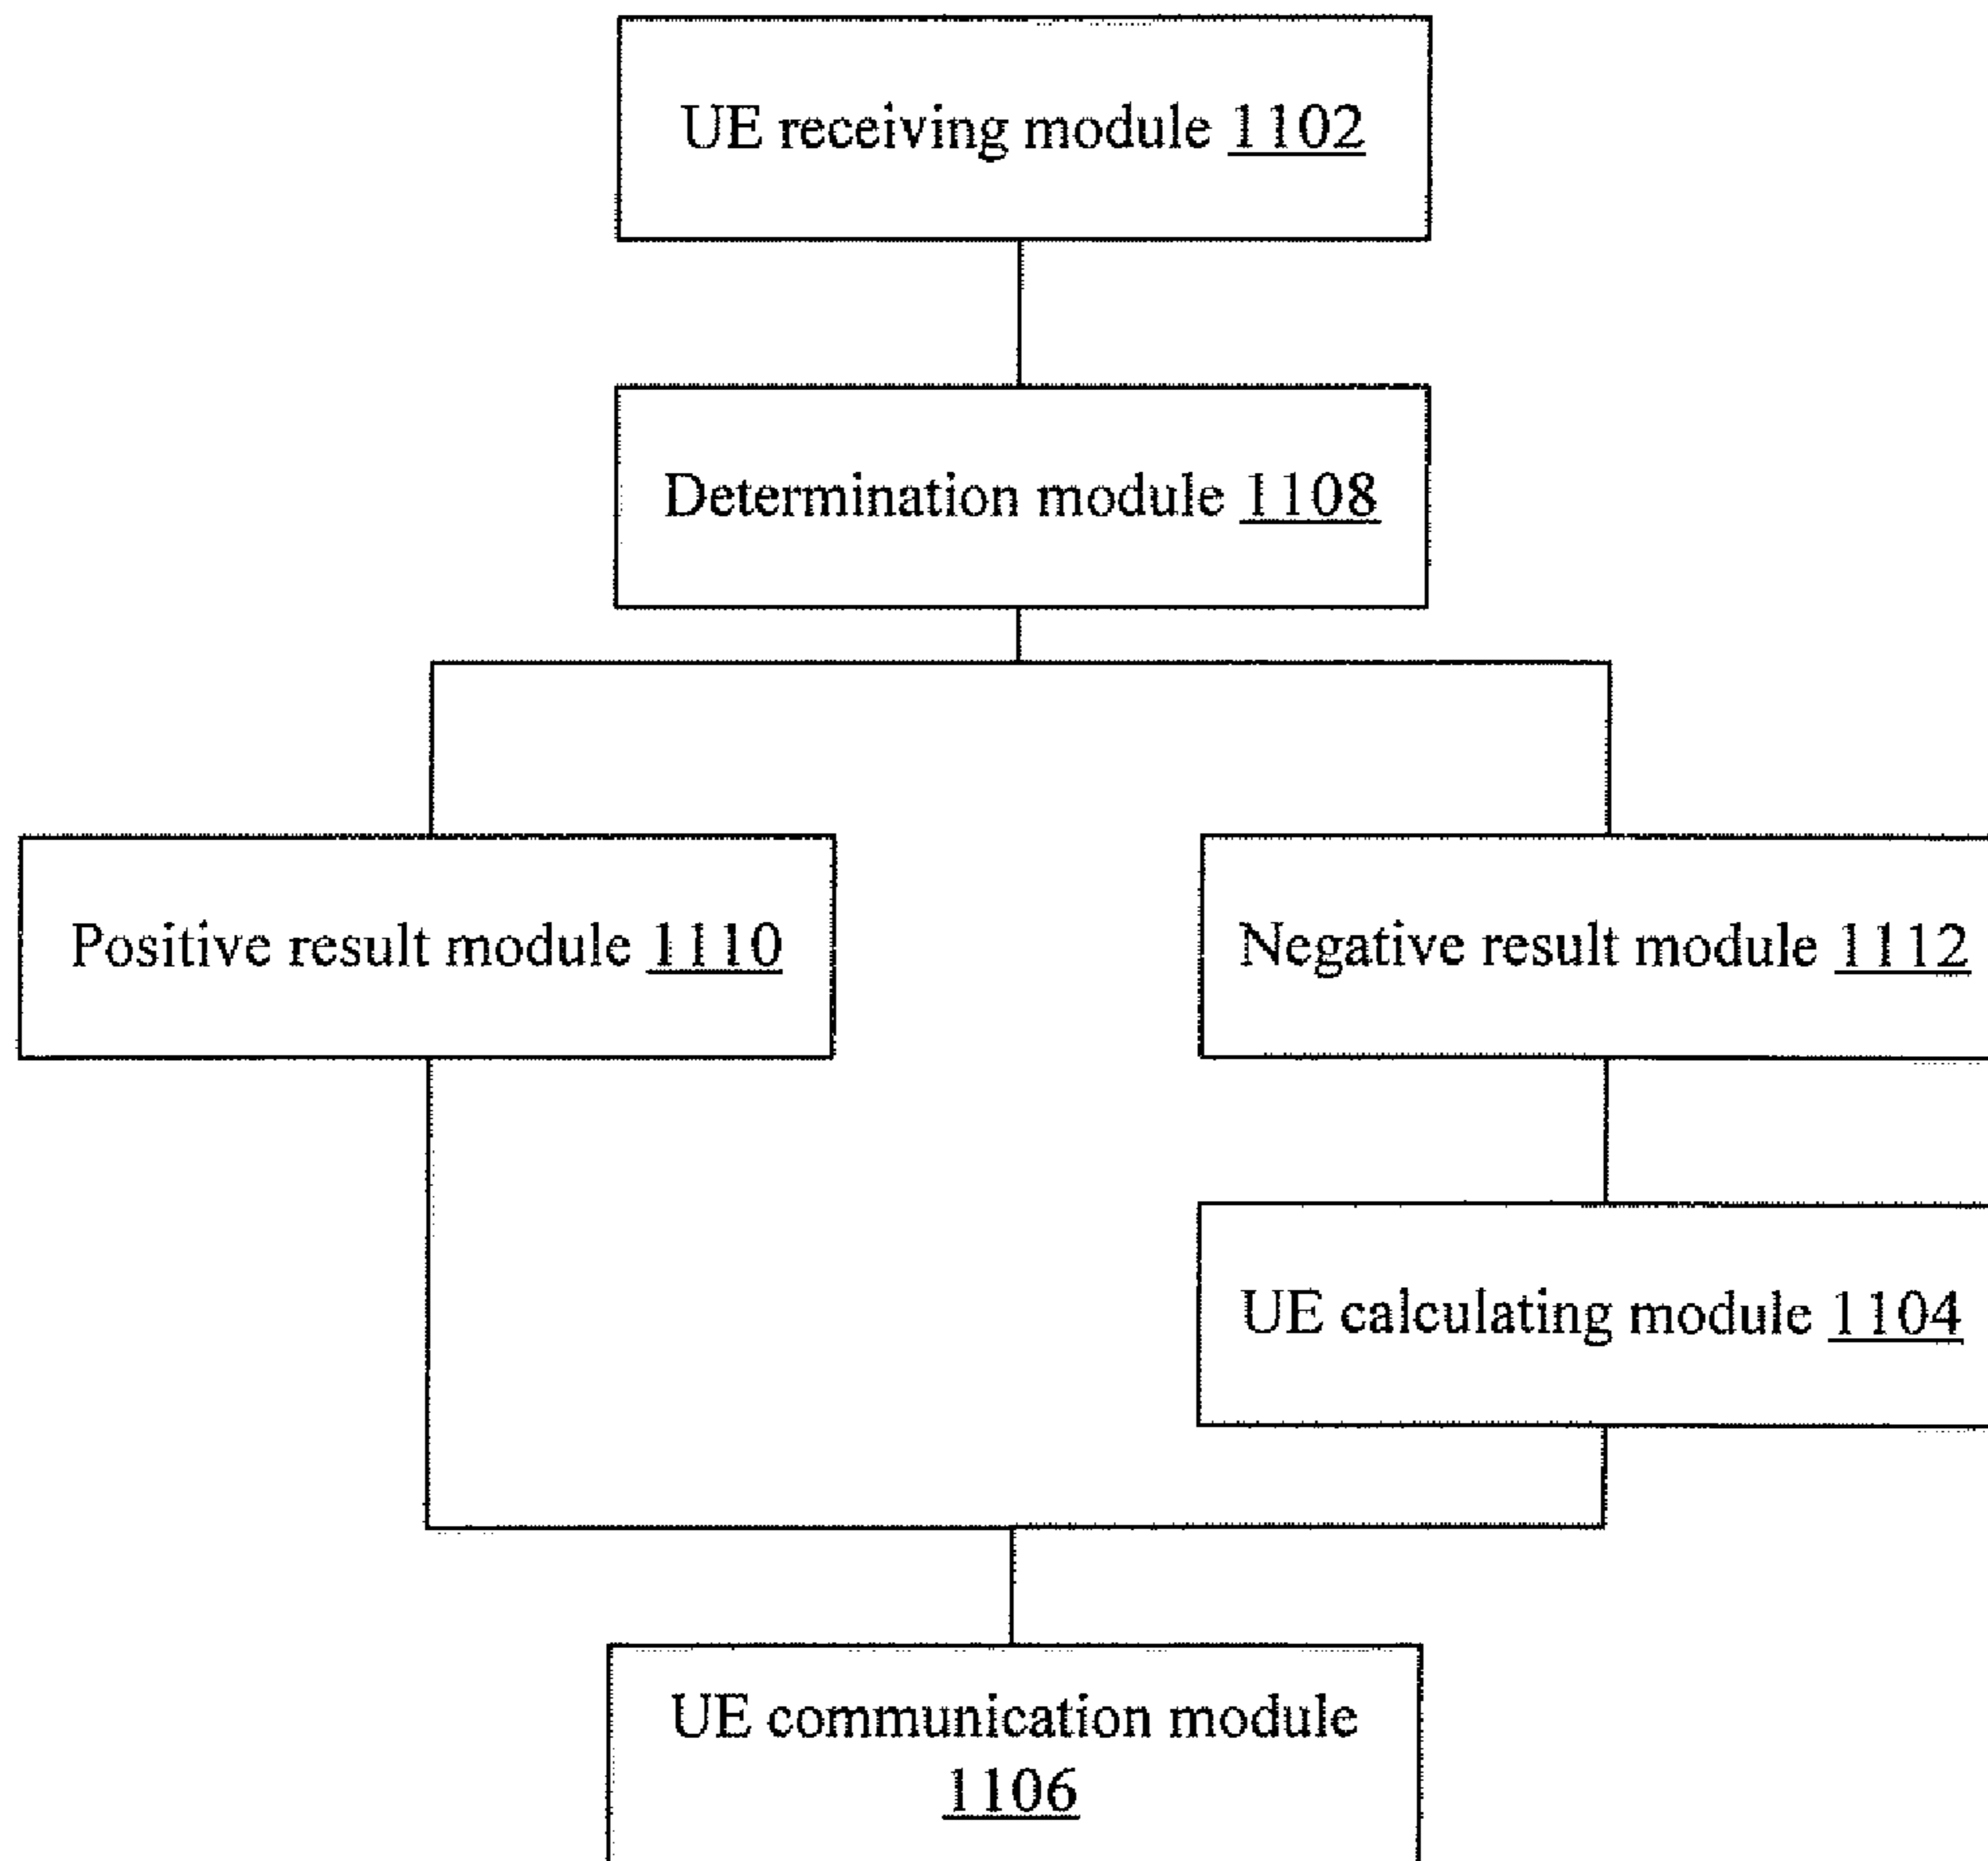 UE receiving module 1102
Determination module 1108
Positive result module 1110
Negative result module 1112
UE calculating module 1104
UE communication module
1106